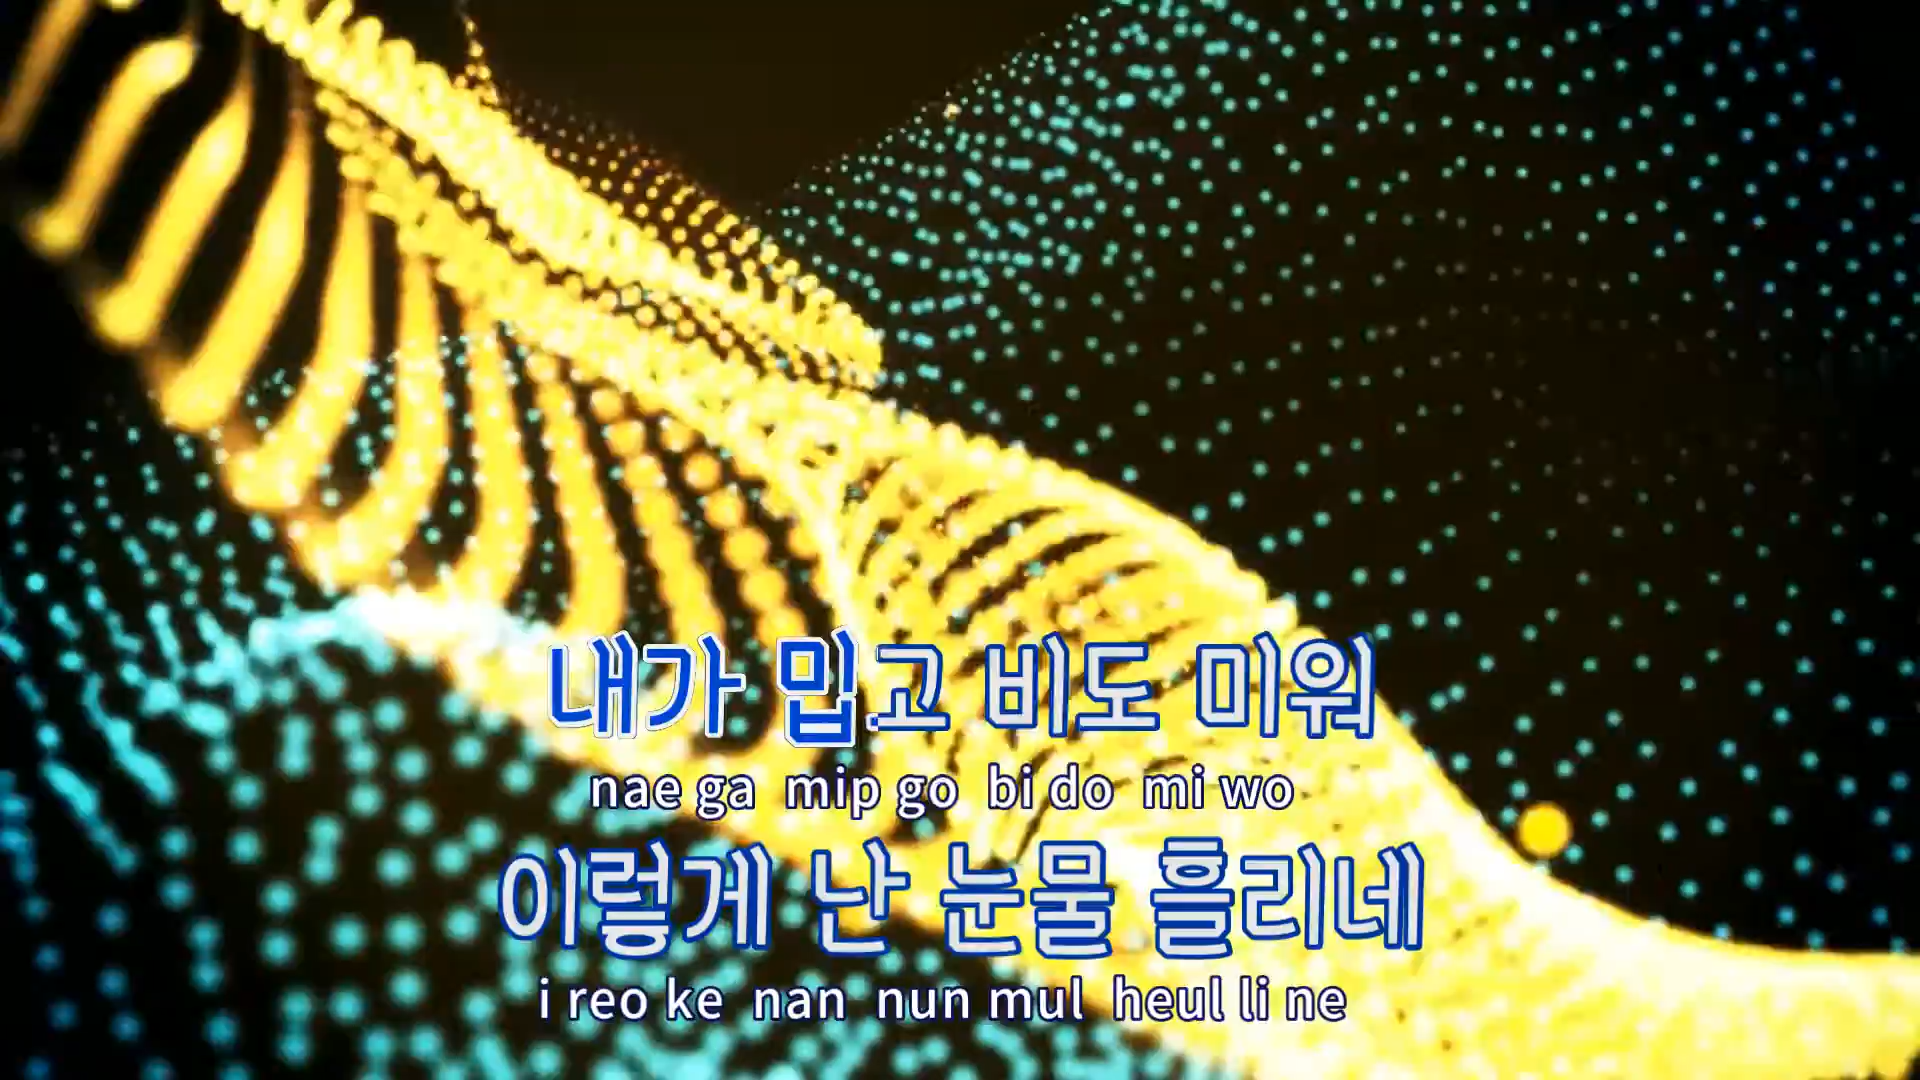 내가 밉고 비도 미워
nae ga mip go bi do mi wo
이렇게 난 눈물 흘리네
i reo ke nan nun mul heul li ne